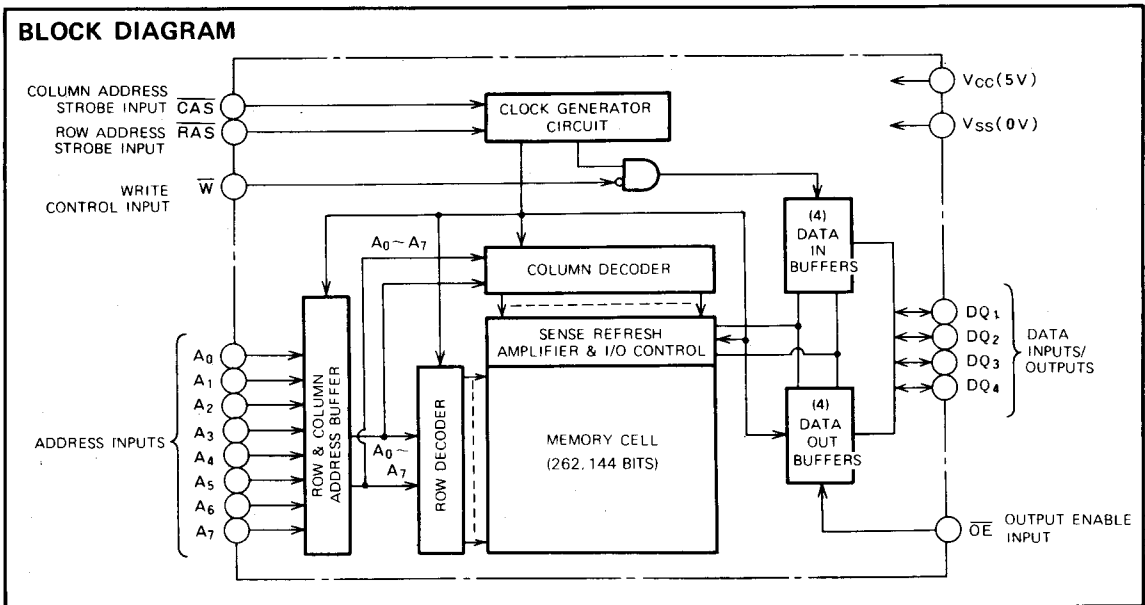 BLOCK DIAGRAM
COLUMN ADDRESS
STROBE INPUT C̅A̅S̅
ROW ADDRESS R̅A̅S̅
STROBE INPUT
WRITE W̅
CONTROL INPUT
CLOCK GENERATOR
CIRCUIT
VCC(5V)
VSS(0V)
A0~A7
COLUMN DECODER
(4)
DATA
IN
BUFFERS
SENSE REFRESH
AMPLIFIER & I/O CONTROL
DQ1
DQ2
DQ3
DQ4
DATA
INPUTS/
OUTPUTS
ADDRESS INPUTS
A0
A1
A2
A3
A4
A5
A6
A7
ROW & COLUMN
ADDRESS BUFFER
A0~
A7
ROW DECODER
MEMORY CELL
(262,144 BITS)
(4)
DATA
OUT
BUFFERS
O̅E̅ OUTPUT ENABLE
INPUT